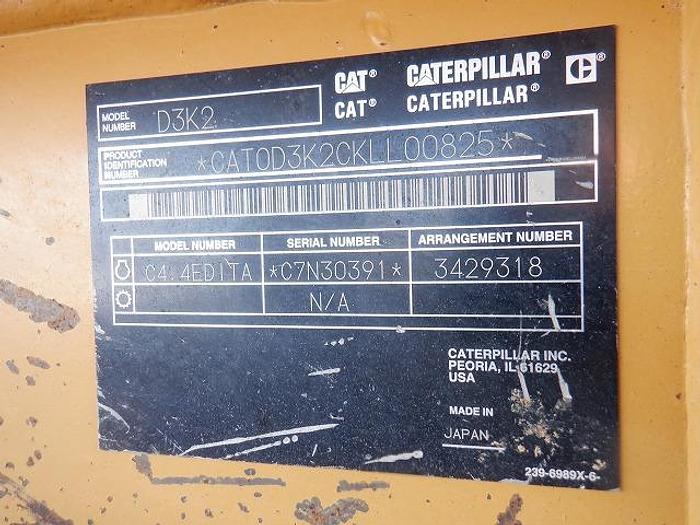 CAT® CATERPILLAR® C
CAT® CATERPILLAR®
MODEL NUMBER D3K2
PRODUCT IDENTIFICATION NUMBER *CAT0D3K2CKLL00825*
MODEL NUMBER SERIAL NUMBER ARRANGEMENT NUMBER
C4.4EDITA *C7N30391* 3429318
N/A
CATERPILLAR INC.
PEORIA, IL 61629
USA
MADE IN
JAPAN
239-6989X-6-